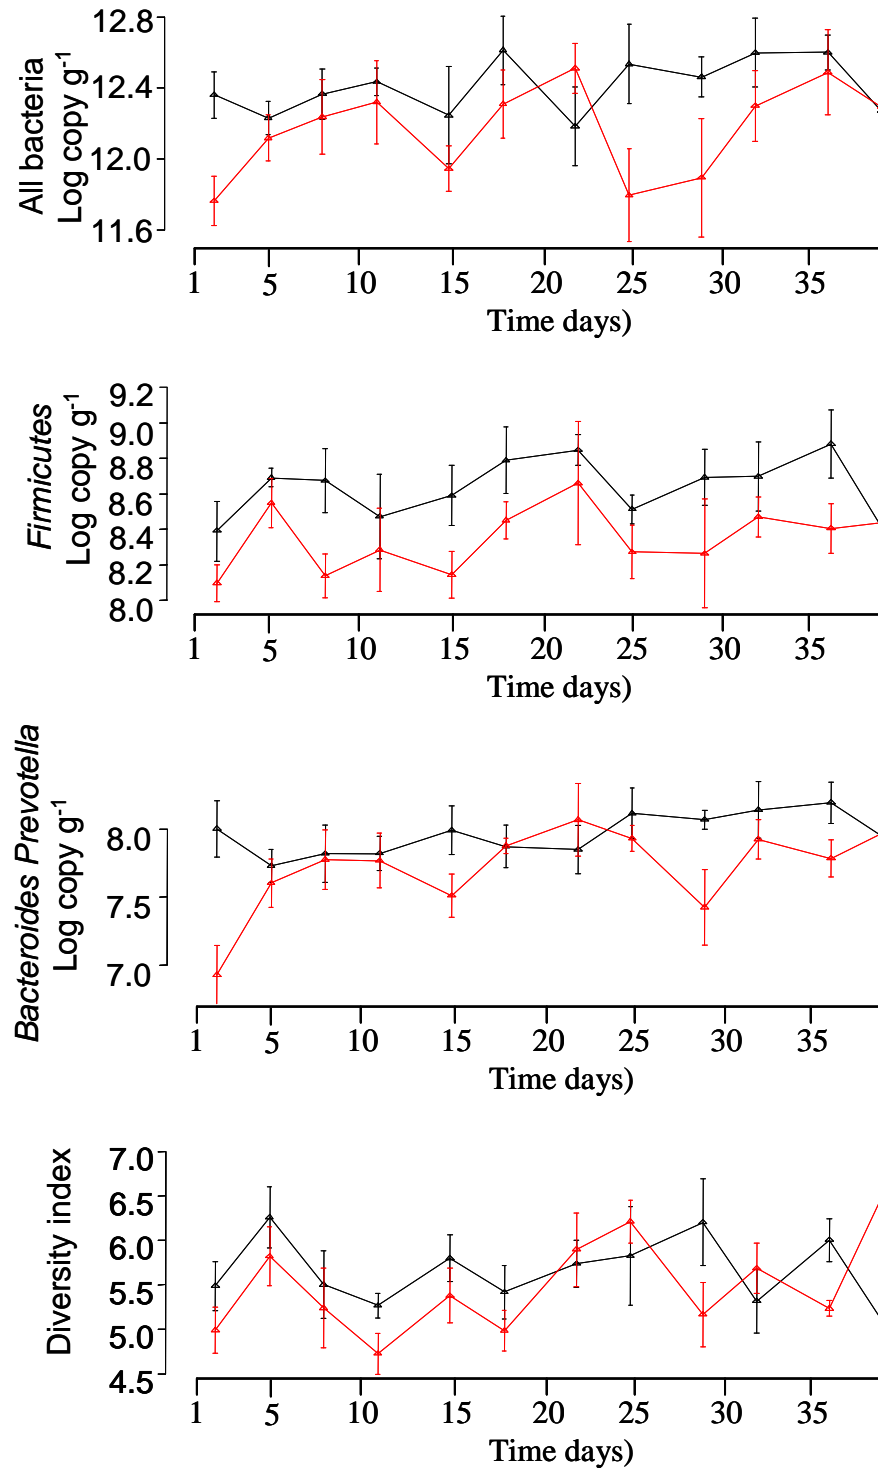 All bacteria
Log copy g-1
12.8
12.4
12.0
11.6
1 5 10 15 20 25 30 35
Time days)
Firmicutes
Log copy g-1
9.2
9.0
8.8
8.6
8.4
8.2
8.0
1 5 10 15 20 25 30 35
Time days)
Bacteroides Prevotella
Log copy g-1
8.0
7.5
7.0
1 5 10 15 20 25 30 35
Time days)
Diversity index
7.0
6.5
6.0
5.5
5.0
4.5
1 5 10 15 20 25 30 35
Time days)